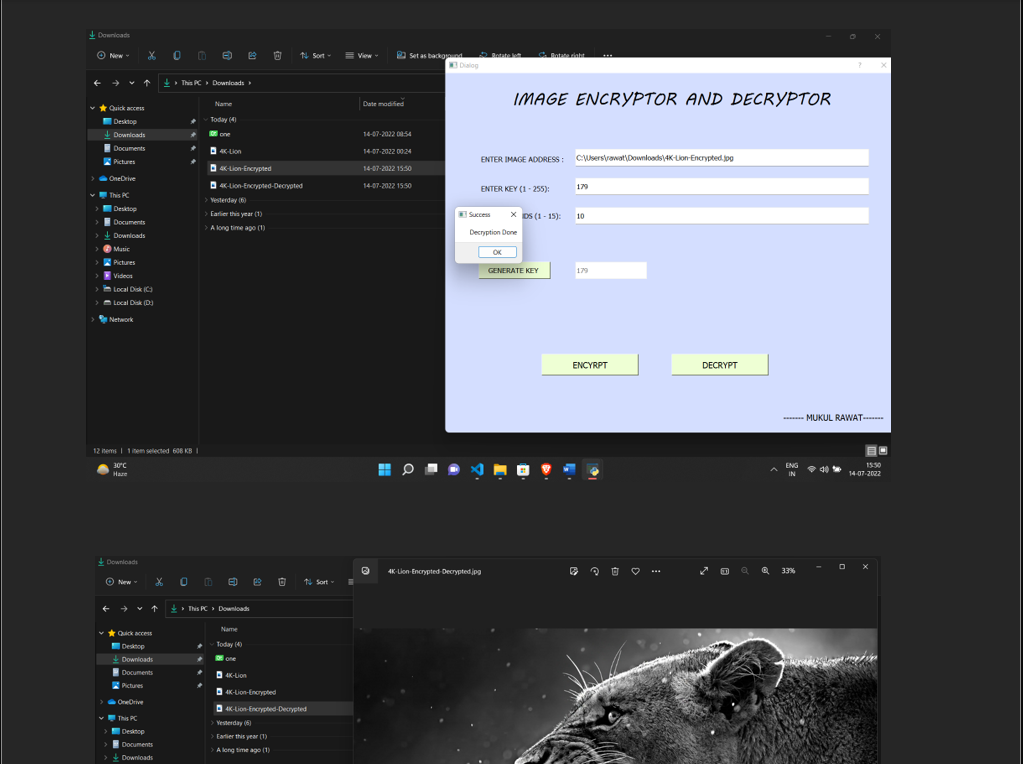 Downloads
New
Sort
View
Set as background
Rotate left
Rotate right
This PC > Downloads >
Dialog
IMAGE ENCRYPTOR AND DECRYPTOR
ENTER IMAGE ADDRESS :
C:\Users\rawat\Downloads\4K-Lion-Encrypted.jpg
ENTER KEY (1 - 255):
179
NDS (1 - 15):
10
Success
Decryption Done
OK
GENERATE KEY
179
ENCYRPT
DECRYPT
------- MUKUL RAWAT-------
Quick access
Desktop
Downloads
Documents
Pictures
OneDrive
This PC
Desktop
Documents
Downloads
Music
Pictures
Videos
Local Disk (C:)
Local Disk (D:)
Network
Name
Date modified
Today (4)
one
14-07-2022 08:54
4K-Lion
14-07-2022 00:24
4K-Lion-Encrypted
14-07-2022 15:50
4K-Lion-Encrypted-Decrypted
14-07-2022 15:50
Yesterday (6)
Earlier this year (1)
A long time ago (1)
12 items
1 item selected 608 KB
30°C
Haze
ENG
IN
15:50
14-07-2022
Downloads
New
Sort
This PC > Downloads
4K-Lion-Encrypted-Decrypted.jpg
33%
Quick access
Desktop
Downloads
Documents
Pictures
OneDrive
This PC
Desktop
Documents
Downloads
Name
Today (4)
one
4K-Lion
4K-Lion-Encrypted
4K-Lion-Encrypted-Decrypted
Yesterday (6)
Earlier this year (1)
A long time ago (1)